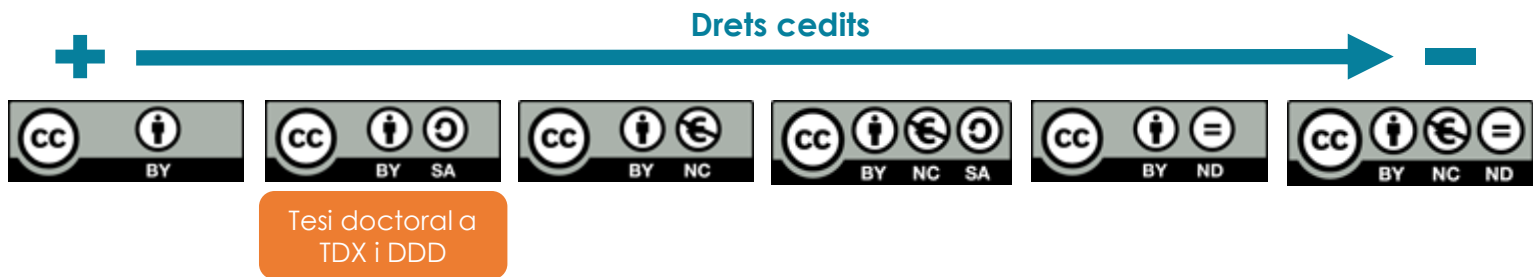 Drets cedits
+ −
cc BY
cc BY SA
cc BY NC
cc BY NC SA
cc BY ND
cc BY NC ND
Tesi doctoral a
TDX i DDD